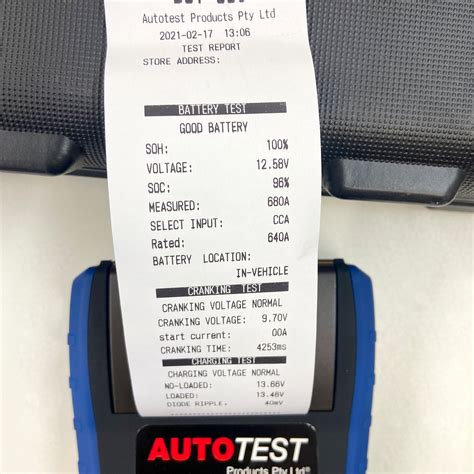 Autotest Products Pty Ltd
2021-02-17 13:06
TEST REPORT
STORE ADDRESS:
BATTERY TEST
GOOD BATTERY
SOH: 100%
VOLTAGE: 12.58V
SOC: 96%
MEASURED: 680A
SELECT INPUT: CCA
Rated: 640A
BATTERY LOCATION:
IN-VEHICLE
CRANKING TEST
CRANKING VOLTAGE NORMAL
CRANKING VOLTAGE: 9.70V
start current: 00A
CRANKING TIME: 4253ms
CHARGING TEST
CHARGING VOLTAGE NORMAL
NO-LOADED: 13.66V
LOADED: 13.46V
DIODE RIPPLE. 40mV
AUTOTEST
Products Pty Ltd®